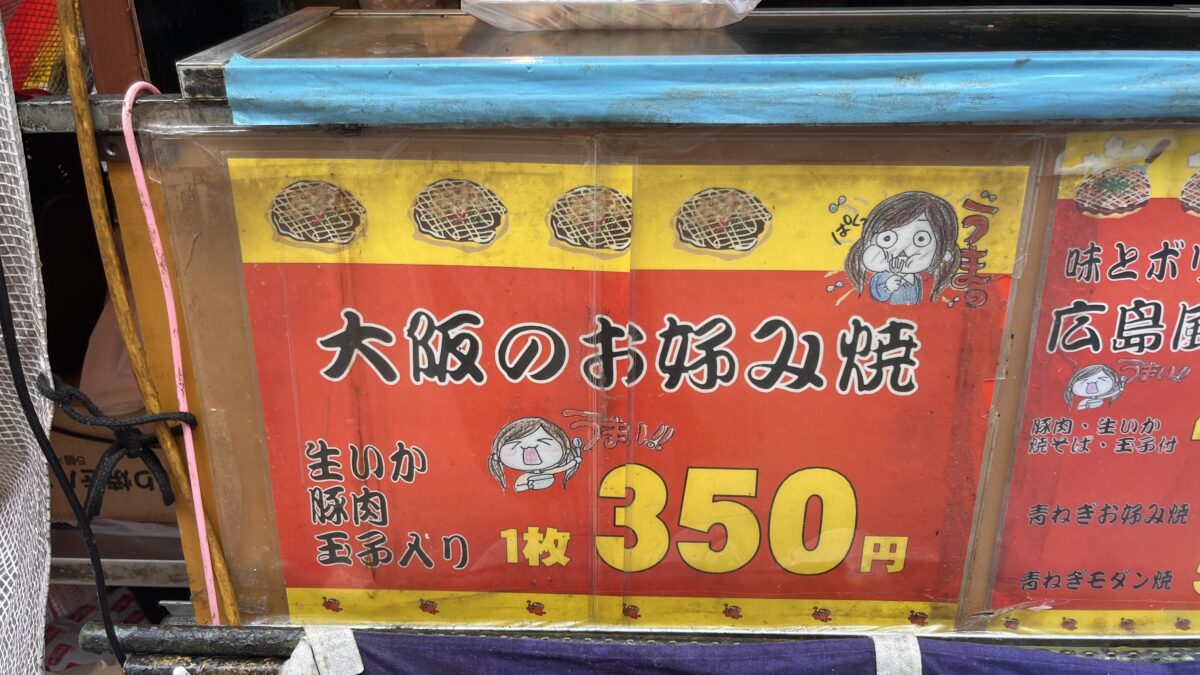 ぱくっ
うまっ
大阪のお好み焼
うまい!!
生いか
豚肉
玉子入り
1枚 350円
味とボリ
広島風
うまい!!
豚肉・生いか
焼そば・玉子付
青ねぎお好み焼
青ねぎモダン焼